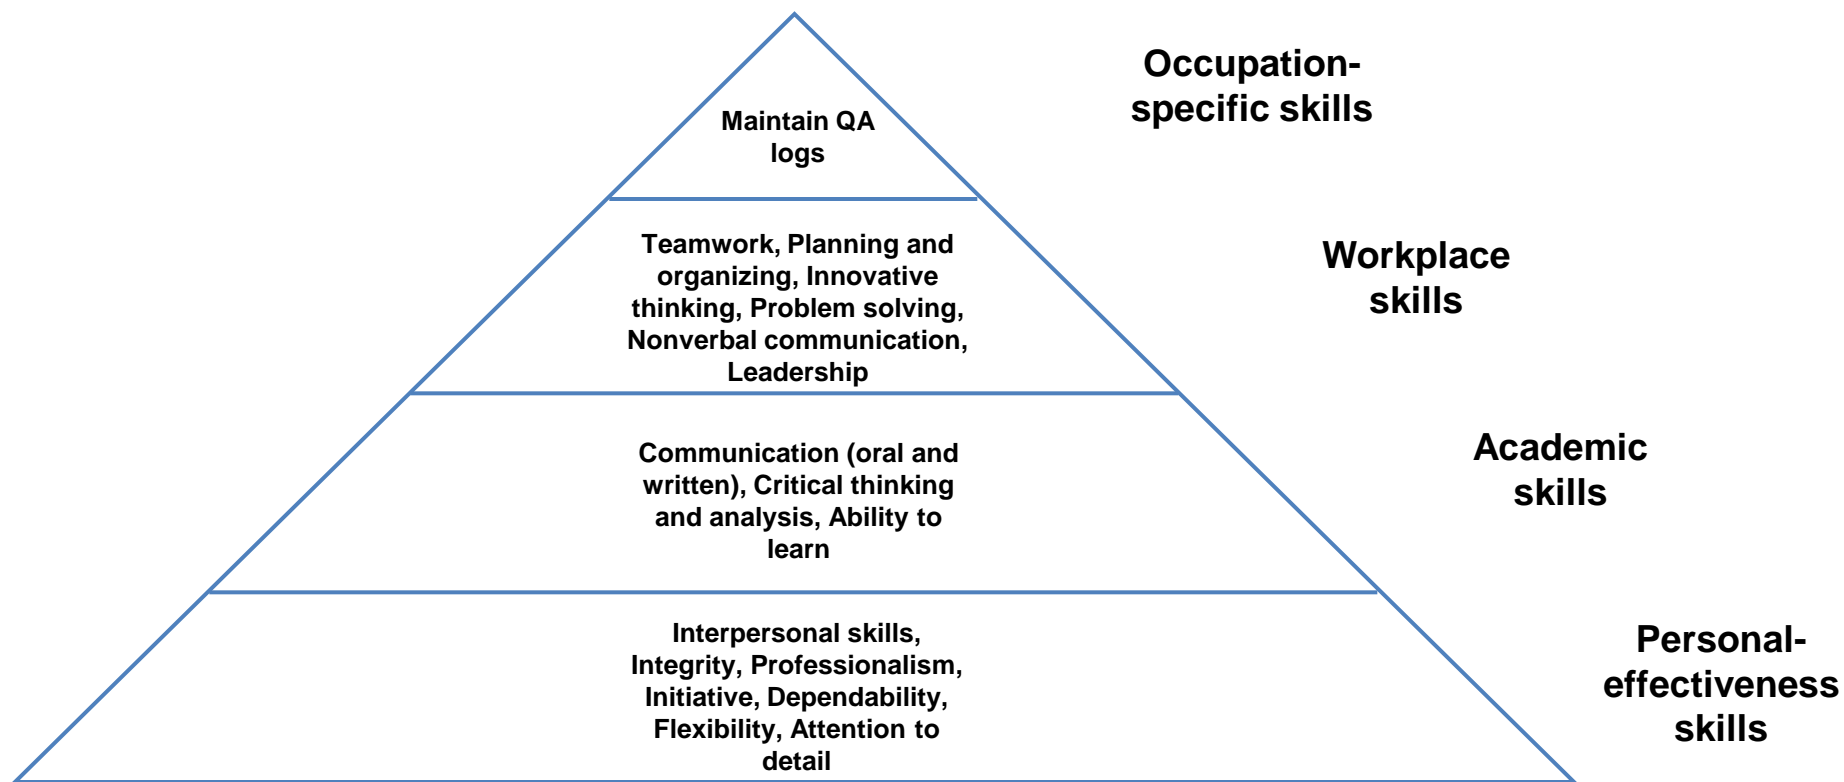 Occupation-
specific skills
Maintain QA
logs
Workplace
skills
Teamwork, Planning and
organizing, Innovative
thinking, Problem solving,
Nonverbal communication,
Leadership
Academic
skills
Communication (oral and
written), Critical thinking
and analysis, Ability to
learn
Personal-
effectiveness
skills
Interpersonal skills,
Integrity, Professionalism,
Initiative, Dependability,
Flexibility, Attention to
detail